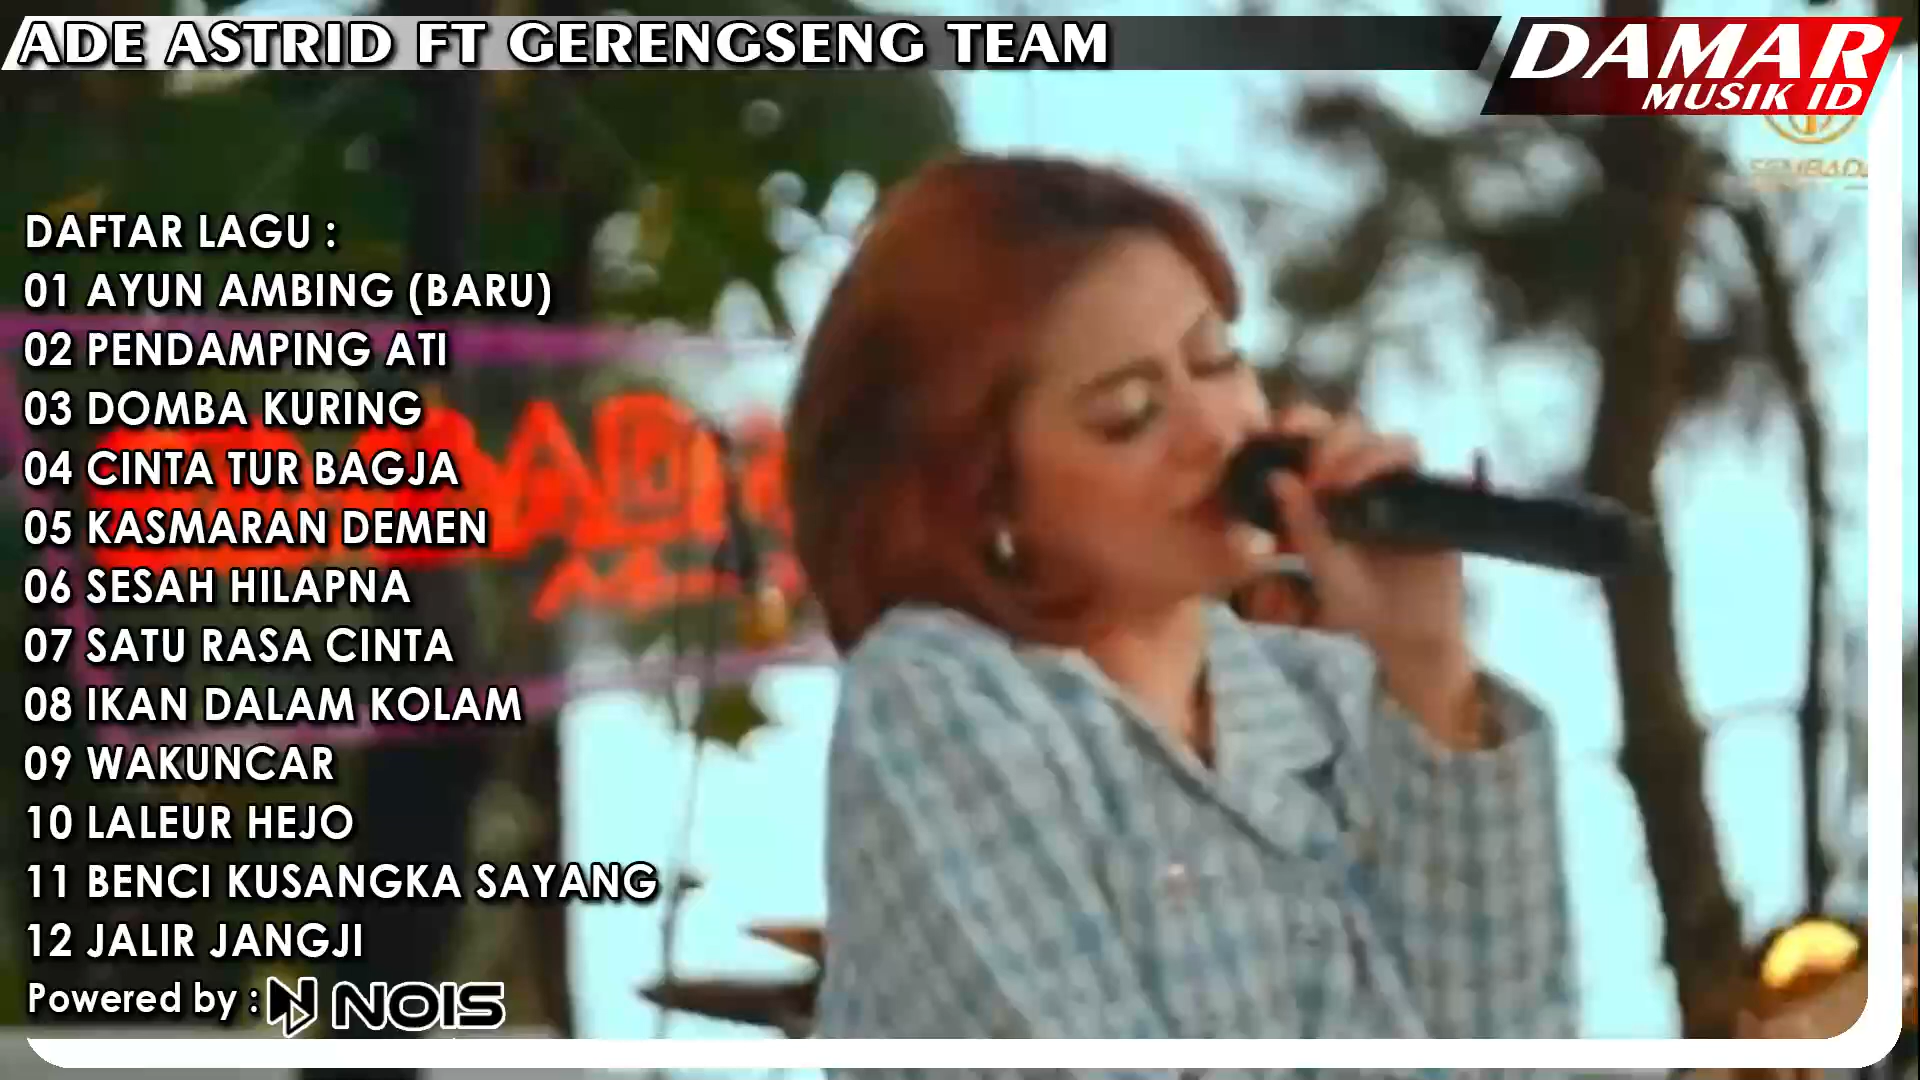 ADE ASTRID FT GERENGSENG TEAM
DAMAR
MUSIK ID
DAFTAR LAGU :
01 AYUN AMBING (BARU)
02 PENDAMPING ATI
03 DOMBA KURING
04 CINTA TUR BAGJA
05 KASMARAN DEMEN
06 SESAH HILAPNA
07 SATU RASA CINTA
08 IKAN DALAM KOLAM
09 WAKUNCAR
10 LALEUR HEJO
11 BENCI KUSANGKA SAYANG
12 JALIR JANGJI
Powered by : NOIS